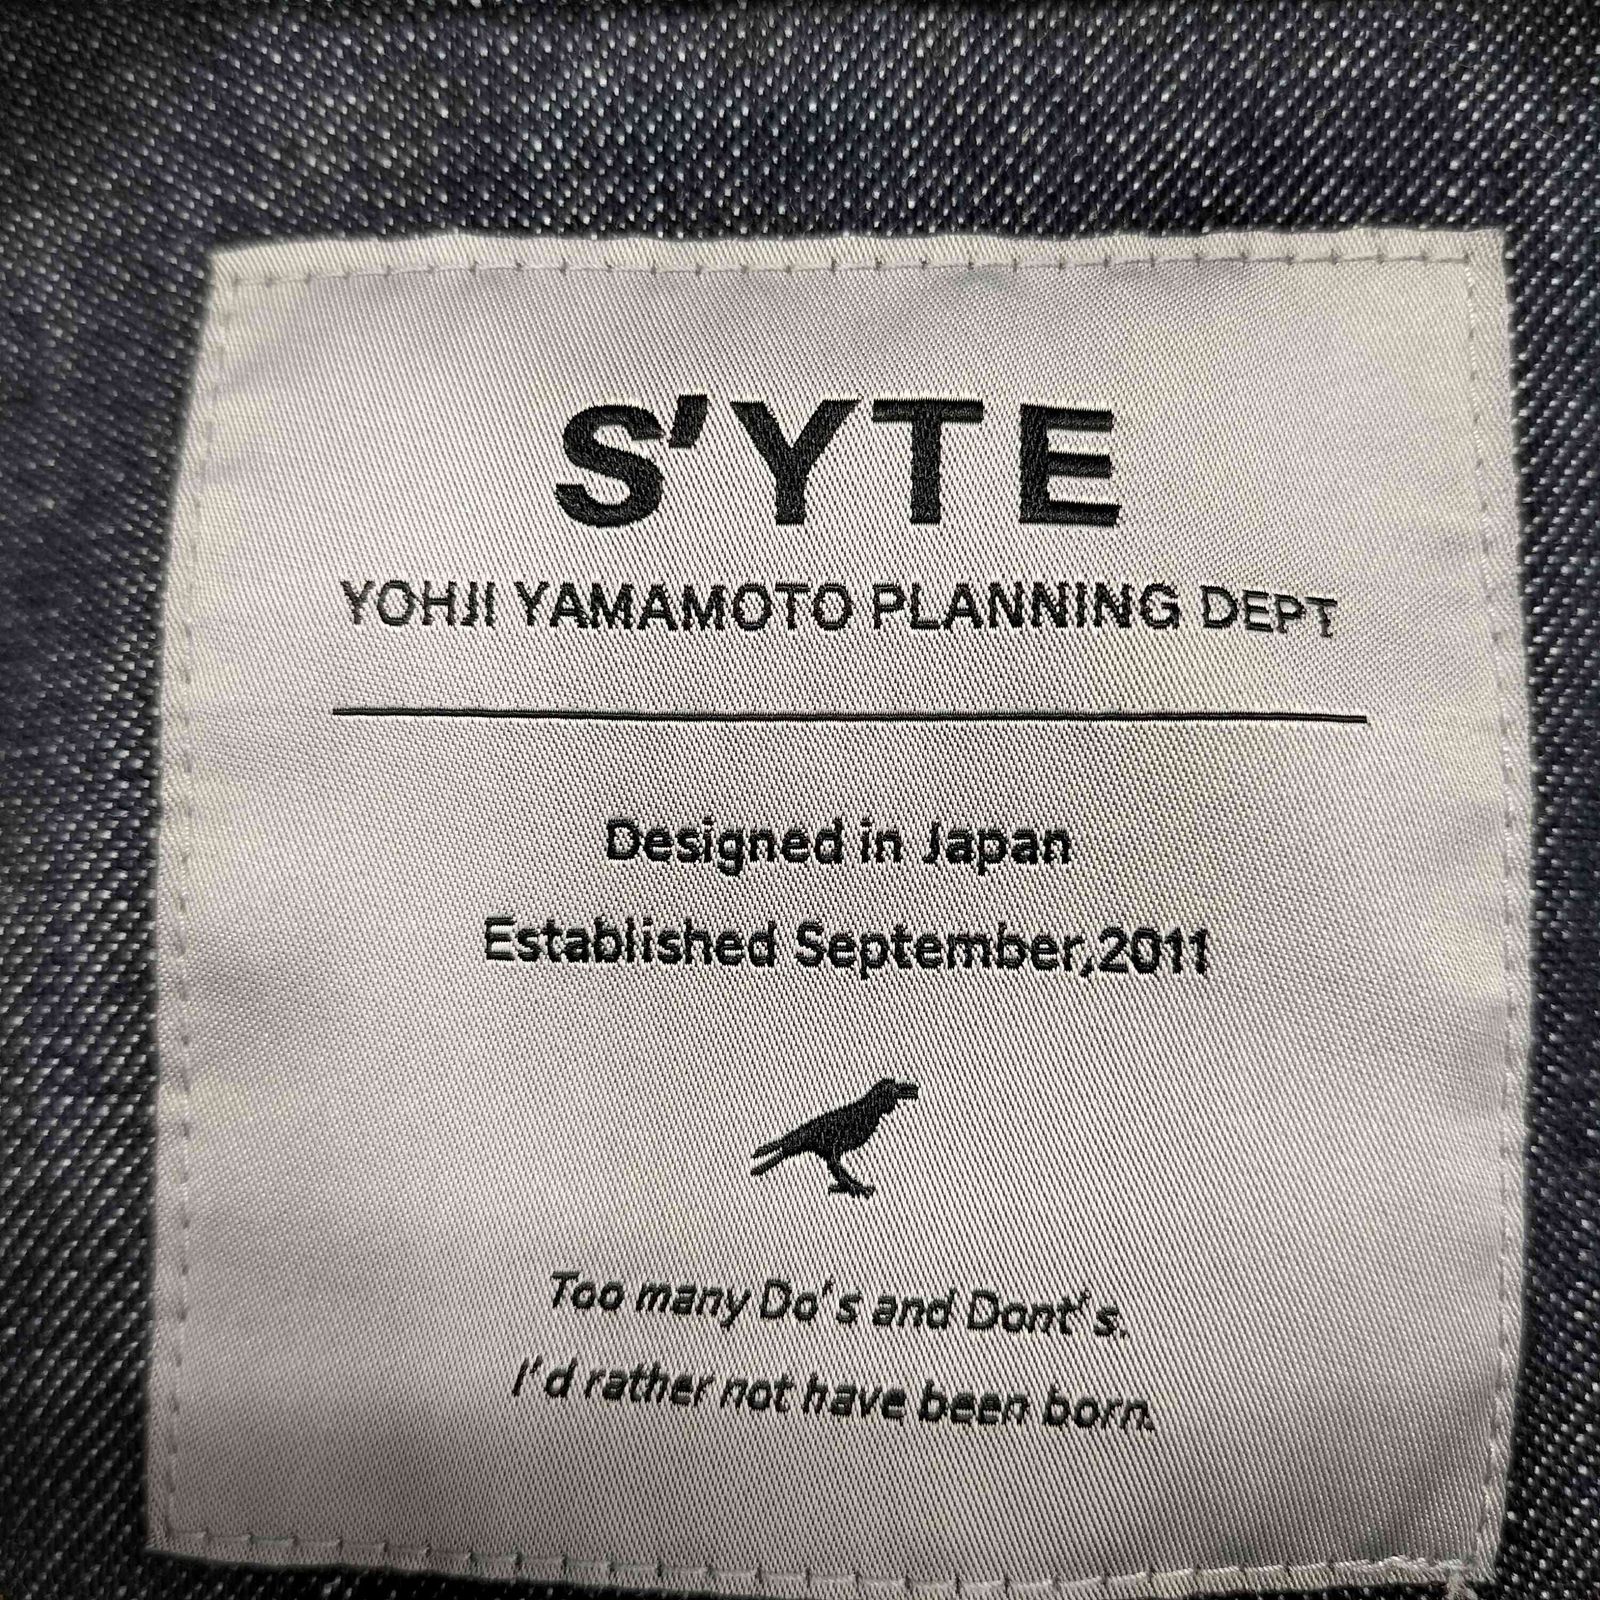 S'YTE
YOHJI YAMAMOTO PLANNING DEPT
Designed in Japan
Established September,2011
Too many Do's and Dont's.
I'd rather not have been born.